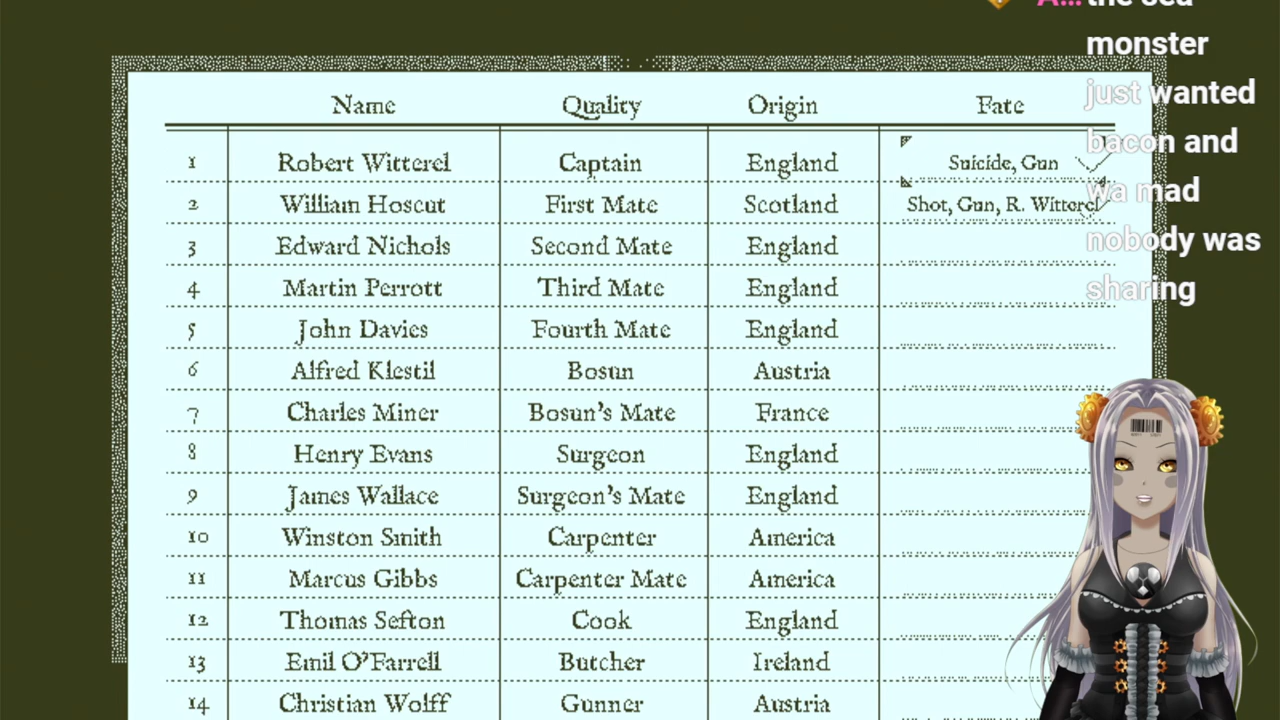 A... the sea
monster
just wanted
bacon and
wa mad
nobody was
sharing
Name Quality Origin Fate
1 Robert Witterel Captain England Suicide, Gun
2 William Hoscut First Mate Scotland Shot, Gun, R. Witterel
3 Edward Nichols Second Mate England
4 Martin Perrott Third Mate England
5 John Davies Fourth Mate England
6 Alfred Klestil Bosun Austria
7 Charles Miner Bosun's Mate France
8 Henry Evans Surgeon England
9 James Wallace Surgeon's Mate England
10 Winston Smith Carpenter America
11 Marcus Gibbs Carpenter Mate America
12 Thomas Sefton Cook England
13 Emil O'Farrell Butcher Ireland
14 Christian Wolff Gunner Austria